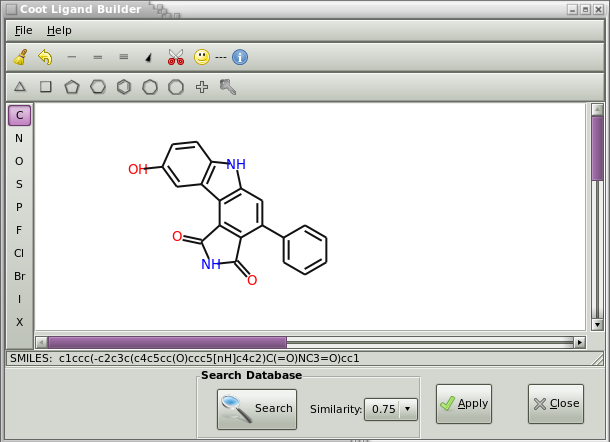 Coot Ligand Builder
File Help
---
C
N
O
S
P
F
Cl
Br
I
X
NH
OH
O
NH
O
SMILES: c1ccc(-c2c3c(c4c5cc(O)ccc5[nH]c4c2)C(=O)NC3=O)cc1
Search Database
Search Similarity: 0.75 Apply Close